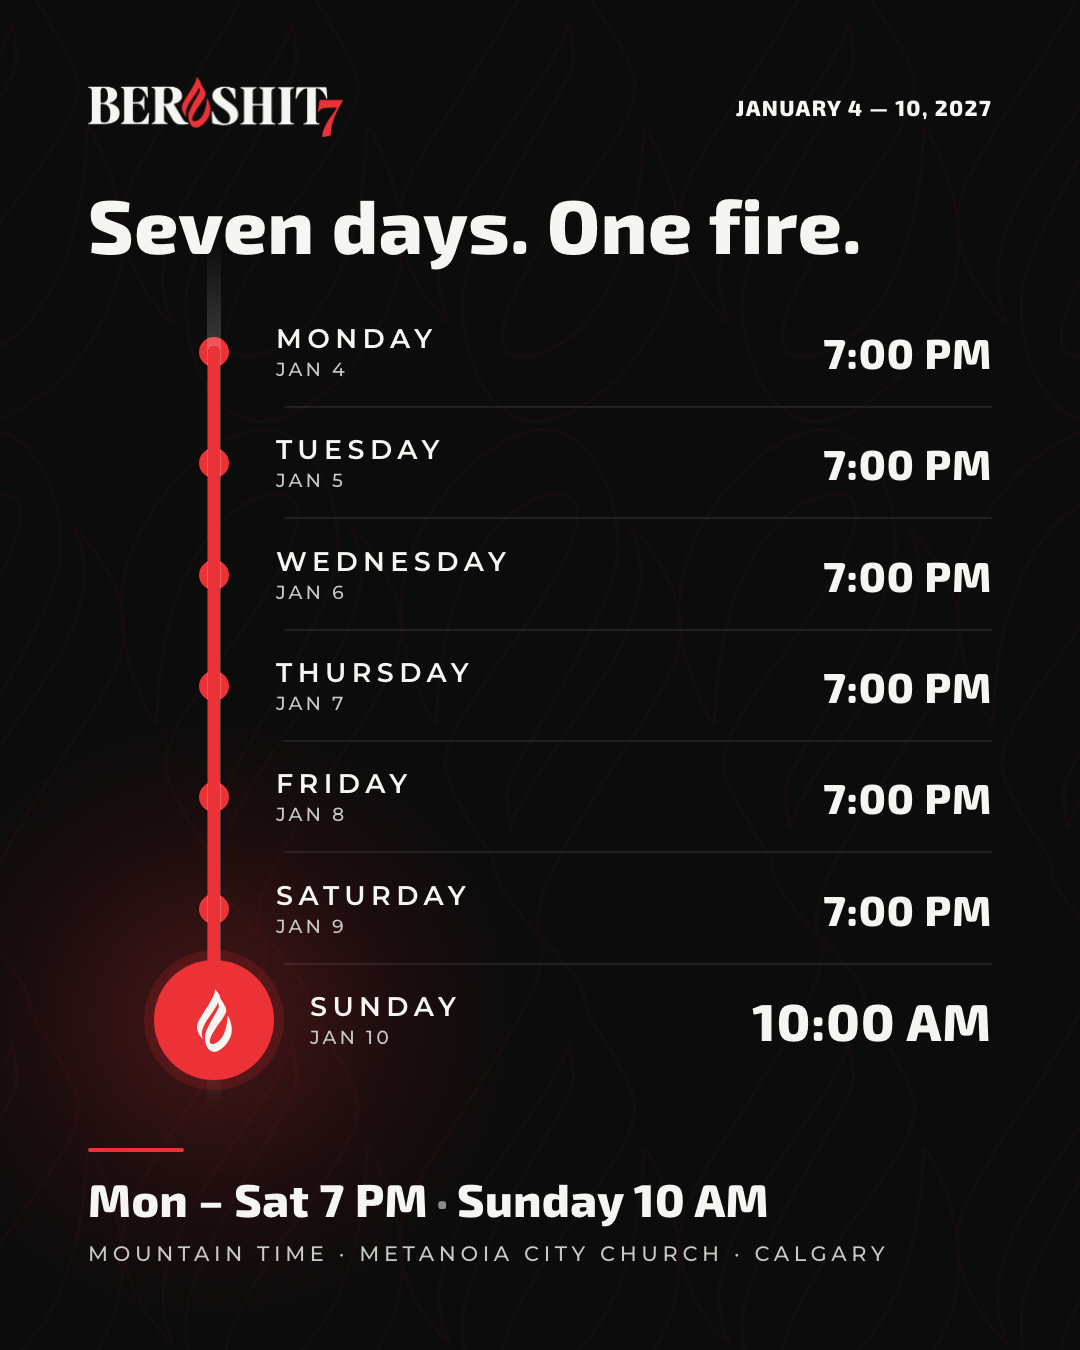 BERSHIT7
JANUARY 4 — 10, 2027
Seven days. One fire.
MONDAY
JAN 4
7:00 PM
TUESDAY
JAN 5
7:00 PM
WEDNESDAY
JAN 6
7:00 PM
THURSDAY
JAN 7
7:00 PM
FRIDAY
JAN 8
7:00 PM
SATURDAY
JAN 9
7:00 PM
SUNDAY
JAN 10
10:00 AM
Mon – Sat 7 PM · Sunday 10 AM
MOUNTAIN TIME · METANOIA CITY CHURCH · CALGARY